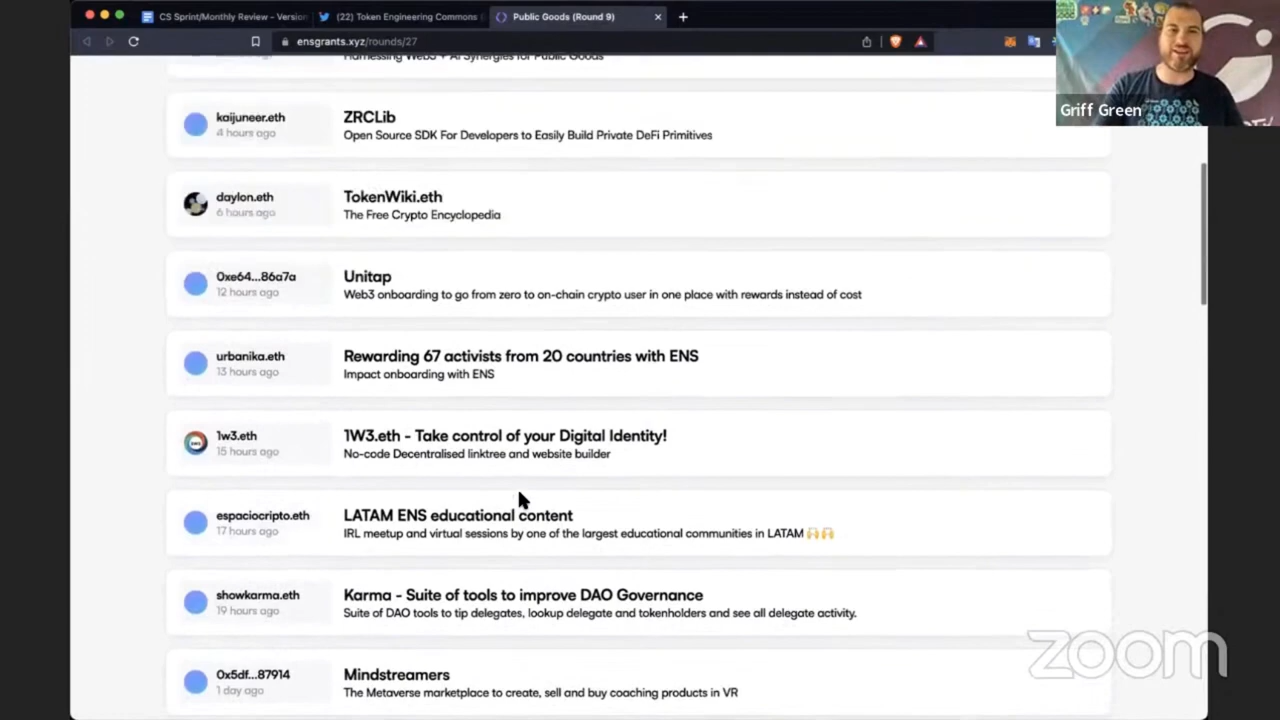 CS Sprint/Monthly Review - Version
(22) Token Engineering Commons (
Public Goods (Round 9)
ensgrants.xyz/rounds/27
Griff Green
Harnessing Web3 + AI Synergies for Public Goods
kaijuneer.eth
4 hours ago
ZRCLib
Open Source SDK For Developers to Easily Build Private DeFi Primitives
daylon.eth
6 hours ago
TokenWiki.eth
The Free Crypto Encyclopedia
0xe64...86a7a
12 hours ago
Unitap
Web3 onboarding to go from zero to on-chain crypto user in one place with rewards instead of cost
urbanika.eth
13 hours ago
Rewarding 67 activists from 20 countries with ENS
Impact onboarding with ENS
1w3.eth
15 hours ago
1W3.eth - Take control of your Digital Identity!
No-code Decentralised linktree and website builder
espaciocripto.eth
17 hours ago
LATAM ENS educational content
IRL meetup and virtual sessions by one of the largest educational communities in LATAM 🙌🙌
showkarma.eth
19 hours ago
Karma - Suite of tools to improve DAO Governance
Suite of DAO tools to tip delegates, lookup delegate and tokenholders and see all delegate activity.
0x5df...87914
1 day ago
Mindstreamers
The Metaverse marketplace to create, sell and buy coaching products in VR
zoom